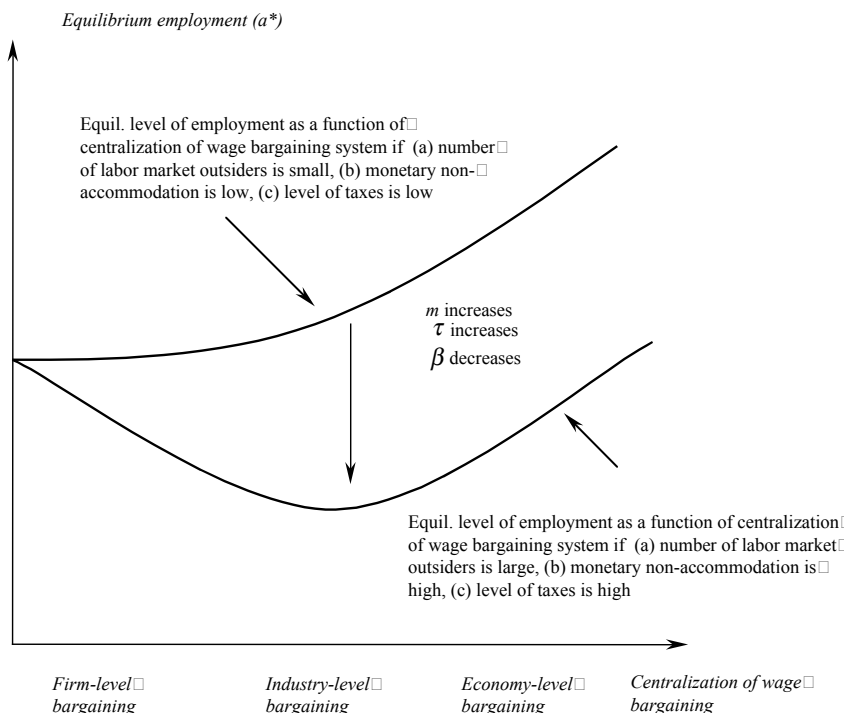 Equilibrium employment (a*)
Equil. level of employment as a function of□
centralization of wage bargaining system if (a) number□
of labor market outsiders is small, (b) monetary non-□
accommodation is low, (c) level of taxes is low
m increases
τ increases
β decreases
Equil. level of employment as a function of centralization□
of wage bargaining system if (a) number of labor market□
outsiders is large, (b) monetary non-accommodation is□
high, (c) level of taxes is high
Firm-level□
bargaining
Industry-level□
bargaining
Economy-level□
bargaining
Centralization of wage□
bargaining